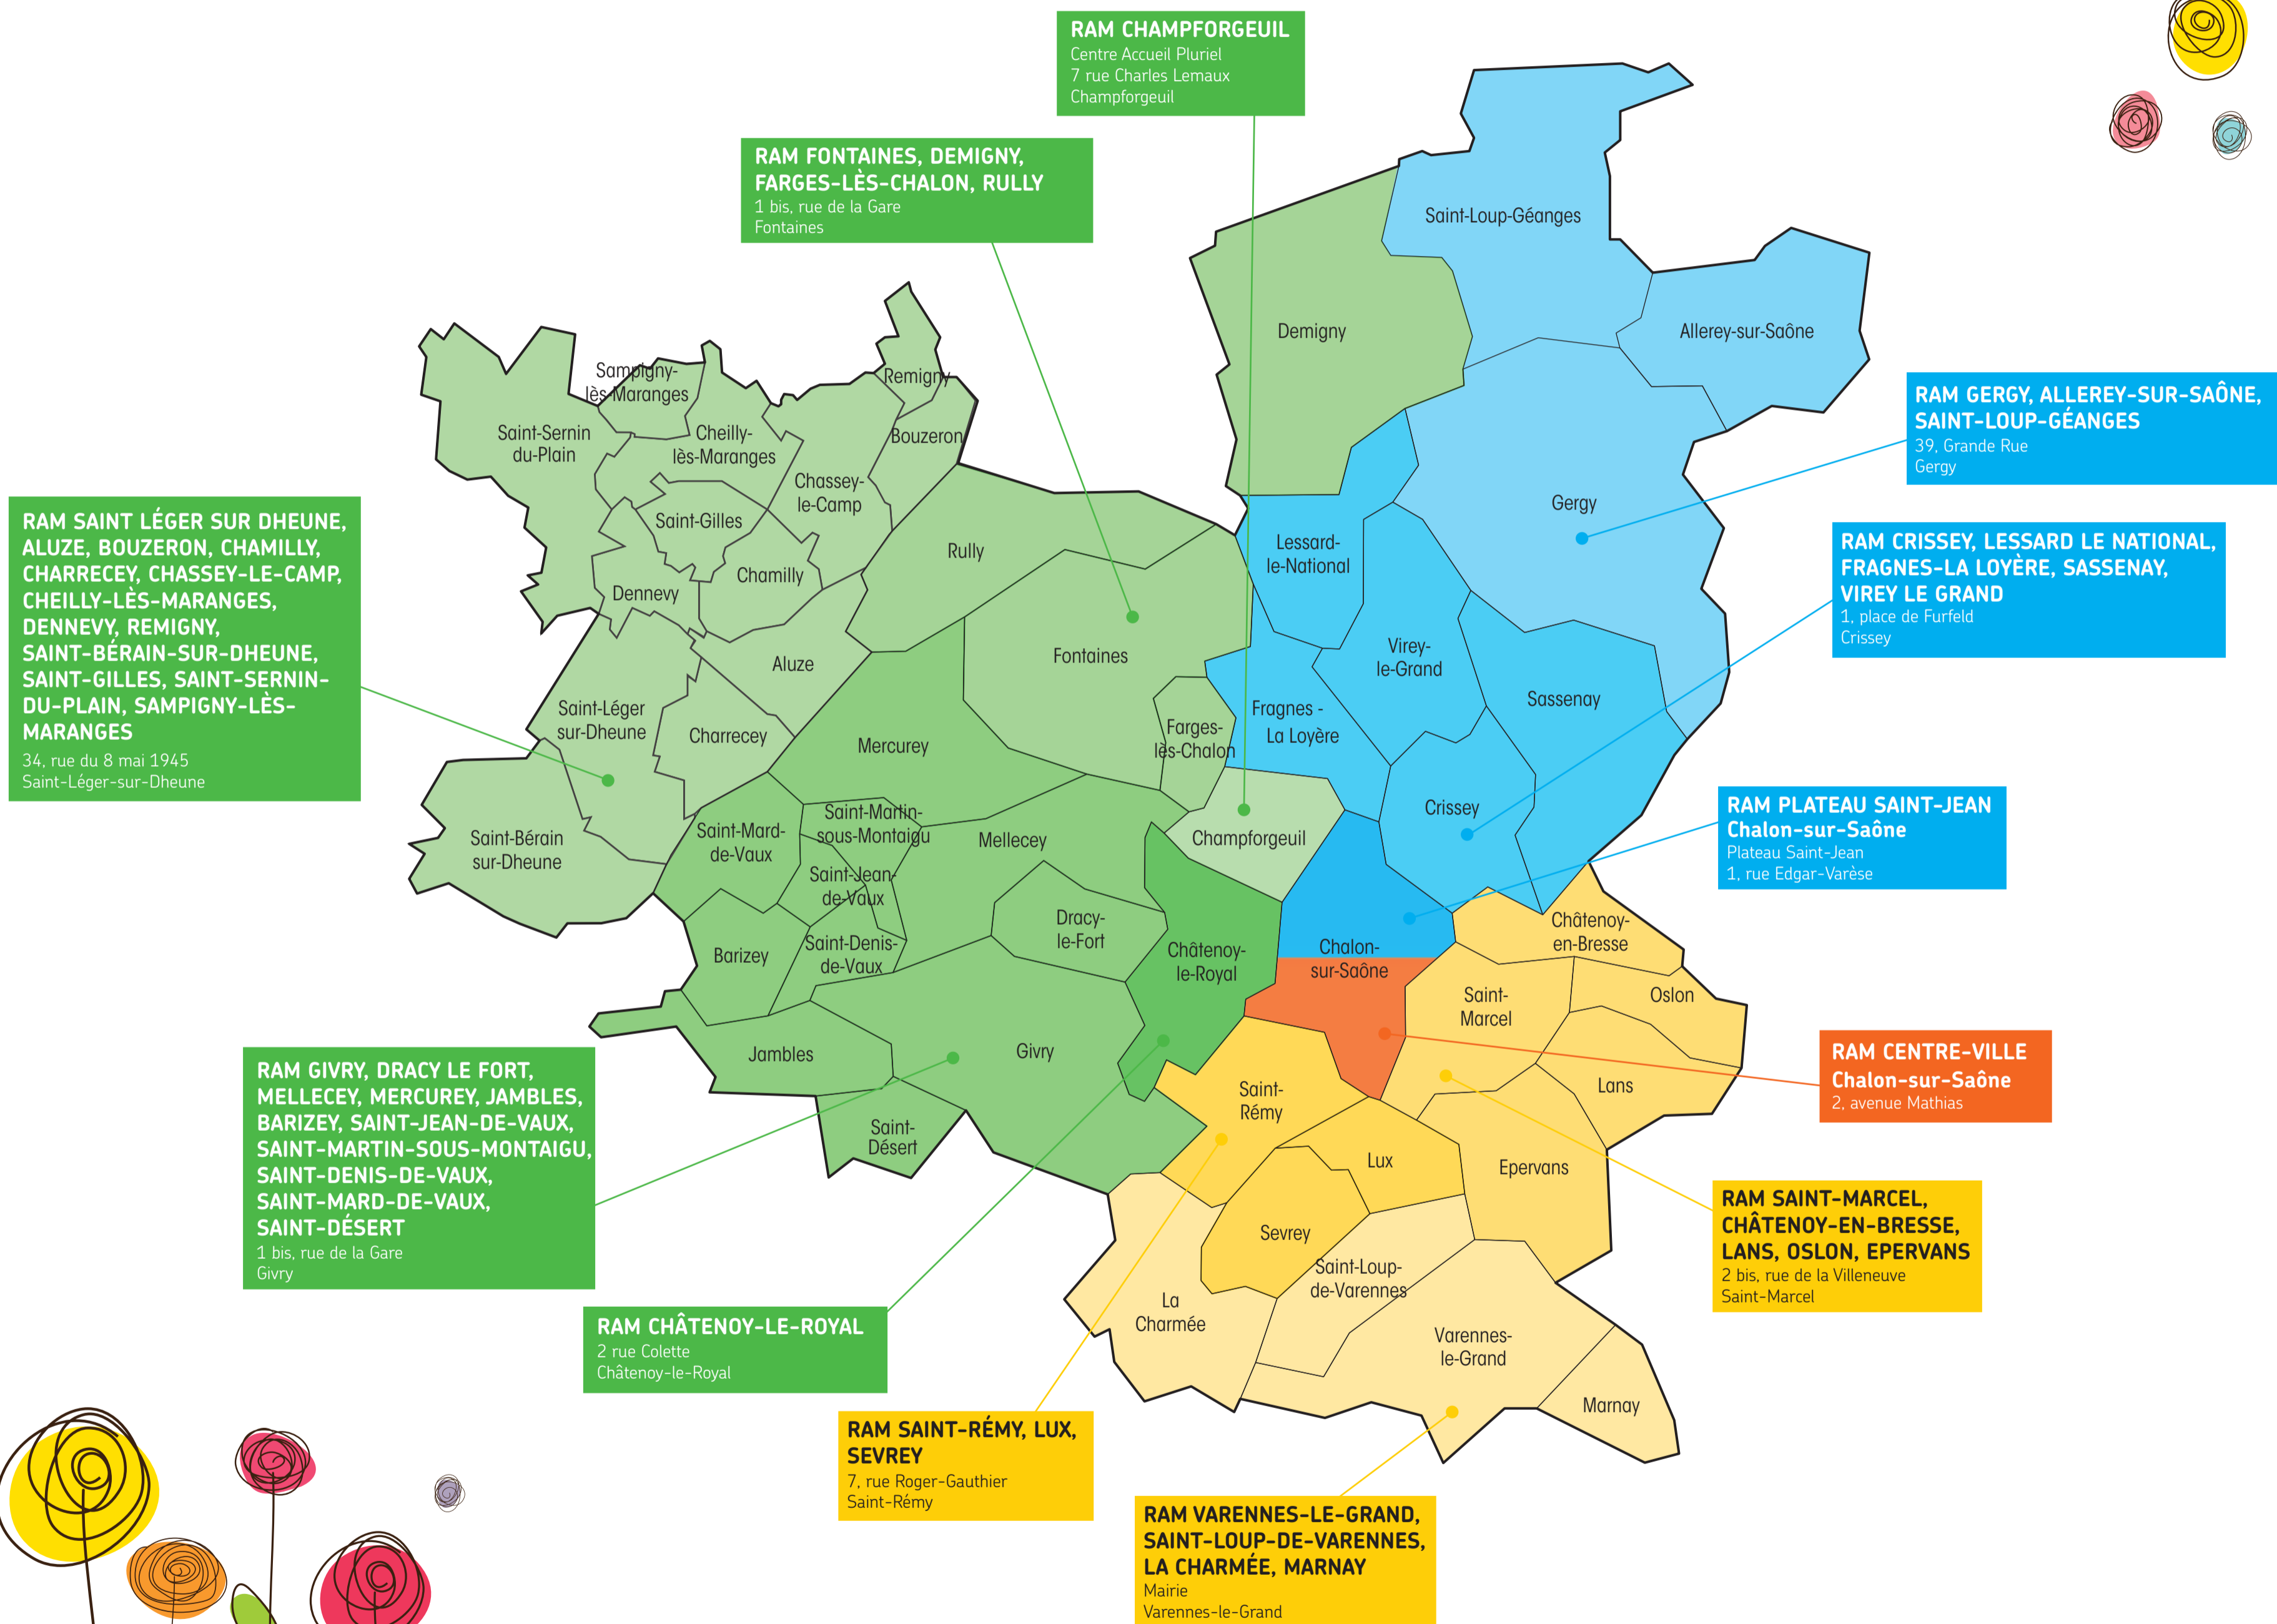 RAM CHAMPFORGEUIL
Centre Accueil Pluriel
7 rue Charles Lemaux
Champforgeuil
RAM FONTAINES, DEMIGNY,
FARGES-LÈS-CHALON, RULLY
1 bis, rue de la Gare
Fontaines
RAM GERGY, ALLEREY-SUR-SAÔNE,
SAINT-LOUP-GÉANGES
39, Grande Rue
Gergy
RAM CRISSEY, LESSARD LE NATIONAL,
FRAGNES-LA LOYÈRE, SASSENAY,
VIREY LE GRAND
1, place de Furfeld
Crissey
RAM SAINT LÉGER SUR DHEUNE,
ALUZE, BOUZERON, CHAMILLY,
CHARRECEY, CHASSEY-LE-CAMP,
CHEILLY-LÈS-MARANGES,
DENNEVY, REMIGNY,
SAINT-BÉRAIN-SUR-DHEUNE,
SAINT-GILLES, SAINT-SERNIN-
DU-PLAIN, SAMPIGNY-LÈS-
MARANGES
34, rue du 8 mai 1945
Saint-Léger-sur-Dheune
RAM PLATEAU SAINT-JEAN
Chalon-sur-Saône
Plateau Saint-Jean
1, rue Edgar-Varèse
RAM CENTRE-VILLE
Chalon-sur-Saône
2, avenue Mathias
RAM GIVRY, DRACY LE FORT,
MELLECEY, MERCUREY, JAMBLES,
BARIZEY, SAINT-JEAN-DE-VAUX,
SAINT-MARTIN-SOUS-MONTAIGU,
SAINT-DENIS-DE-VAUX,
SAINT-MARD-DE-VAUX,
SAINT-DÉSERT
1 bis, rue de la Gare
Givry
RAM SAINT-MARCEL,
CHÂTENOY-EN-BRESSE,
LANS, OSLON, EPERVANS
2 bis, rue de la Villeneuve
Saint-Marcel
RAM CHÂTENOY-LE-ROYAL
2 rue Colette
Châtenoy-le-Royal
RAM SAINT-RÉMY, LUX,
SEVREY
7, rue Roger-Gauthier
Saint-Rémy
RAM VARENNES-LE-GRAND,
SAINT-LOUP-DE-VARENNES,
LA CHARMÉE, MARNAY
Mairie
Varennes-le-Grand
Saint-Loup-Géanges
Demigny
Allerey-sur-Saône
Sampigny-
lès-Maranges
Remigny
Saint-Sernin
du-Plain
Cheilly-
lès-Maranges
Bouzeron
Chassey-
le-Camp
Saint-Gilles
Gergy
Rully
Lessard-
le-National
Dennevy
Chamilly
Aluze
Fontaines
Virey-
le-Grand
Sassenay
Saint-Léger
sur-Dheune
Charrecey
Mercurey
Farges-
lès-Chalon
Fragnes -
La Loyère
Crissey
Saint-Bérain
sur-Dheune
Saint-Mard-
de-Vaux
Saint-Martin-
sous-Montaigu
Mellecey
Champforgeuil
Saint-Jean-
de-Vaux
Dracy-
le-Fort
Barizey
Saint-Denis-
de-Vaux
Châtenoy-
le-Royal
Chalon-
sur-Saône
Châtenoy-
en-Bresse
Saint-
Marcel
Oslon
Jambles
Givry
Saint-
Rémy
Lans
Saint-
Désert
Lux
Epervans
Sevrey
Saint-Loup-
de-Varennes
La
Charmée
Varennes-
le-Grand
Marnay